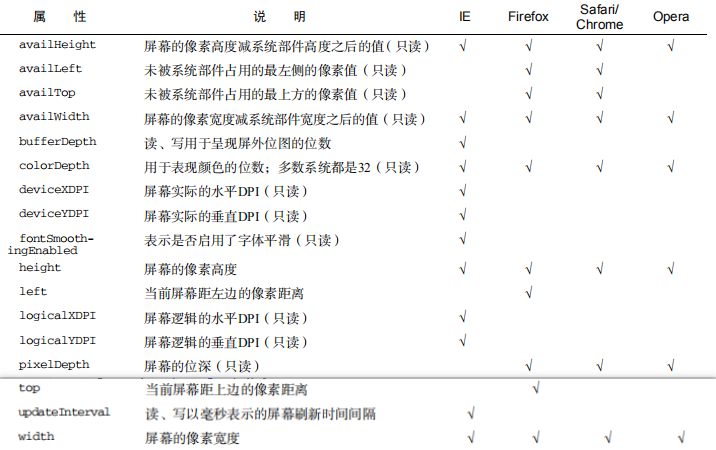 属 性 说 明 IE Firefox Safari/ Chrome Opera
availHeight 屏幕的像素高度减系统部件高度之后的值(只读) √ √ √ √
availLeft 未被系统部件占用的最左侧的像素值(只读) √ √
availTop 未被系统部件占用的最上方的像素值(只读) √ √
availWidth 屏幕的像素宽度减系统部件宽度之后的值(只读) √ √ √ √
bufferDepth 读、写用于呈现屏外位图的位数 √
colorDepth 用于表现颜色的位数;多数系统都是32(只读) √ √ √ √
deviceXDPI 屏幕实际的水平DPI(只读) √
deviceYDPI 屏幕实际的垂直DPI(只读) √
fontSmooth- 表示是否启用了字体平滑(只读) √
ingEnabled
height 屏幕的像素高度 √ √ √ √
left 当前屏幕距左边的像素距离 √
logicalXDPI 屏幕逻辑的水平DPI(只读) √
logicalYDPI 屏幕逻辑的垂直DPI(只读) √
pixelDepth 屏幕的位深(只读) √ √ √
top 当前屏幕距上边的像素距离 √
updateInterval 读、写以毫秒表示的屏幕刷新时间间隔 √
width 屏幕的像素宽度 √ √ √ √